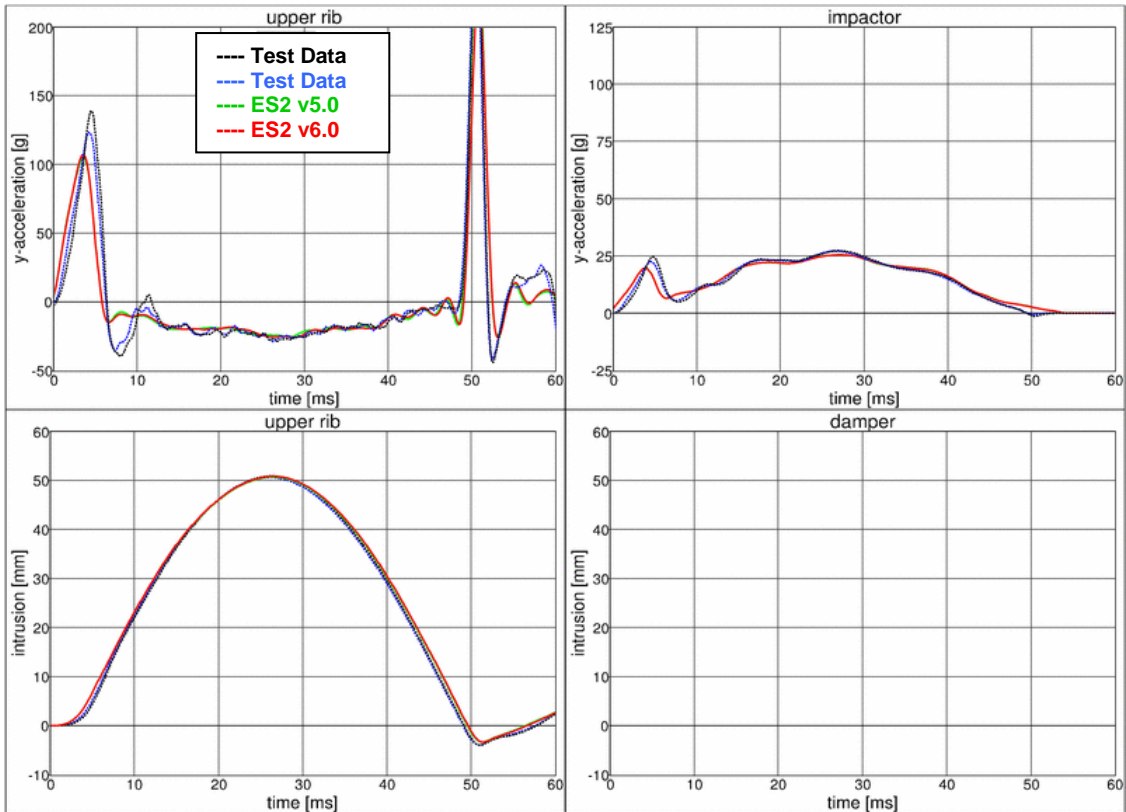 upper rib
200
150
100
50
0
-50
y-acceleration [g]
---- Test Data
---- Test Data
---- ES2 v5.0
---- ES2 v6.0
0 10 20 30 40 50 60
time [ms]
impactor
125
100
75
50
25
0
-25
y-acceleration [g]
0 10 20 30 40 50 60
time [ms]
upper rib
60
50
40
30
20
10
0
-10
intrusion [mm]
0 10 20 30 40 50 60
time [ms]
damper
60
50
40
30
20
10
0
-10
intrusion [mm]
0 10 20 30 40 50 60
time [ms]